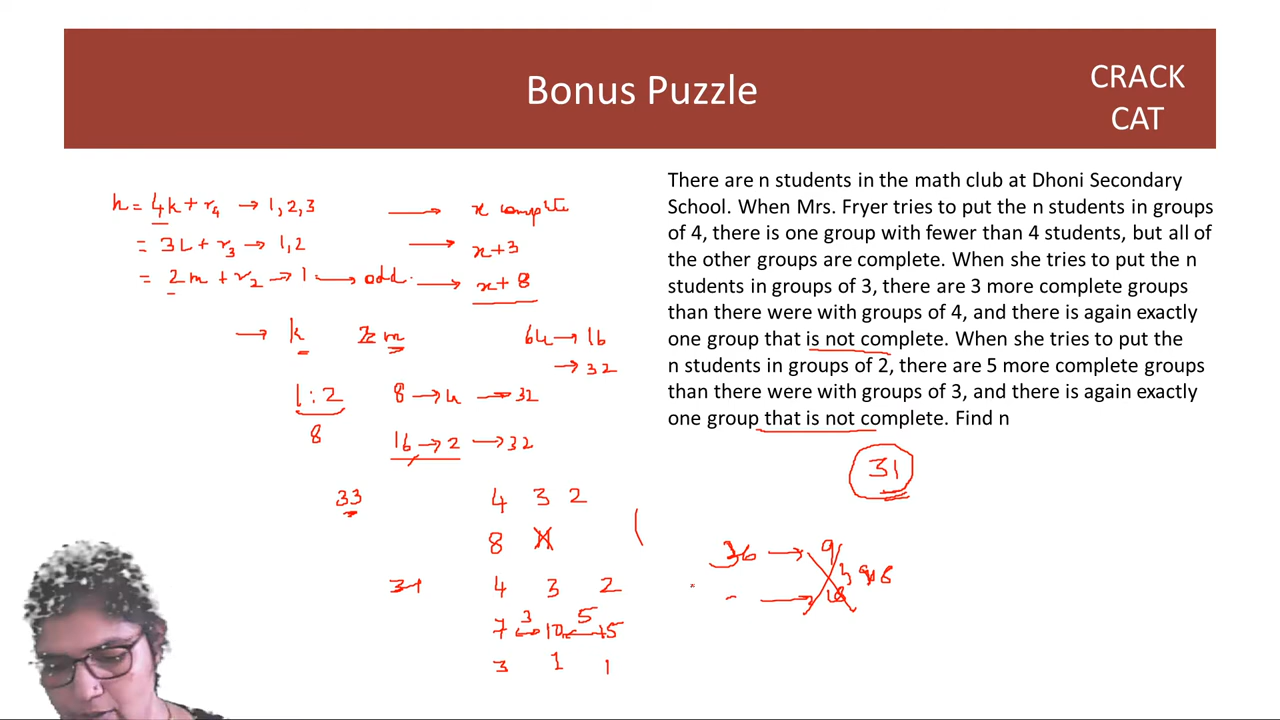 Bonus Puzzle
CRACK
CAT
There are n students in the math club at Dhoni Secondary
School. When Mrs. Fryer tries to put the n students in groups
of 4, there is one group with fewer than 4 students, but all of
the other groups are complete. When she tries to put the n
students in groups of 3, there are 3 more complete groups
than there were with groups of 4, and there is again exactly
one group that is not complete. When she tries to put the
n students in groups of 2, there are 5 more complete groups
than there were with groups of 3, and there is again exactly
one group that is not complete. Find n
n = 4k + r4 → 1, 2, 3 → x complete
= 3L + r3 → 1, 2 → x + 3
= 2m + r2 → 1 → odd. → x + 8
→ k m
64 → 16
→ 32
1 : 2 8 → 4 → 32
8
16 → 2 → 32
31
33 4 3 2
8
31 4 3 2
3 5
7 10 15
3 1 1
36 → 9
18